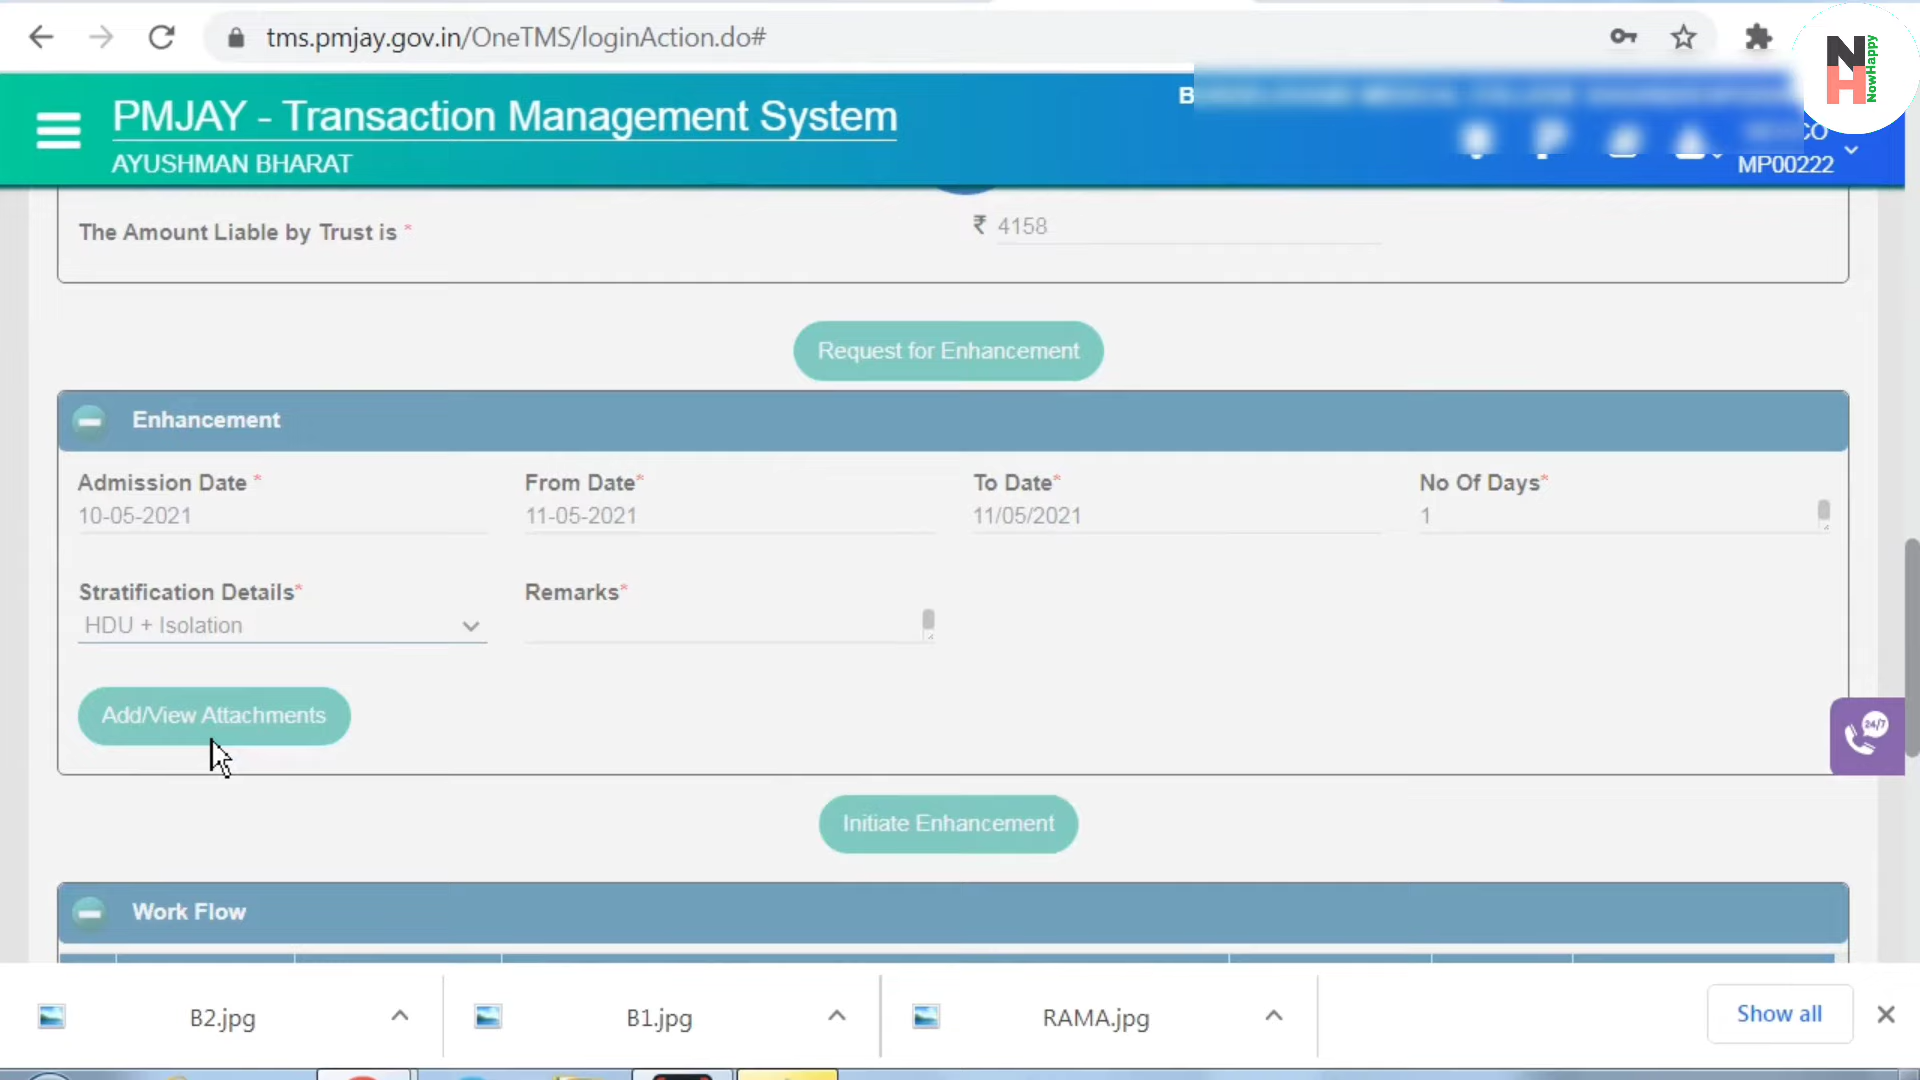 tms.pmjay.gov.in/OneTMS/loginAction.do#
NH NowHappy
PMJAY - Transaction Management System
AYUSHMAN BHARAT
B
CO
MP00222
The Amount Liable by Trust is *
₹ 4158
Request for Enhancement
Enhancement
Admission Date * From Date* To Date* No Of Days*
10-05-2021 11-05-2021 11/05/2021 1
Stratification Details* Remarks*
HDU + Isolation
Add/View Attachments
24/7
Initiate Enhancement
Work Flow
B2.jpg B1.jpg RAMA.jpg Show all